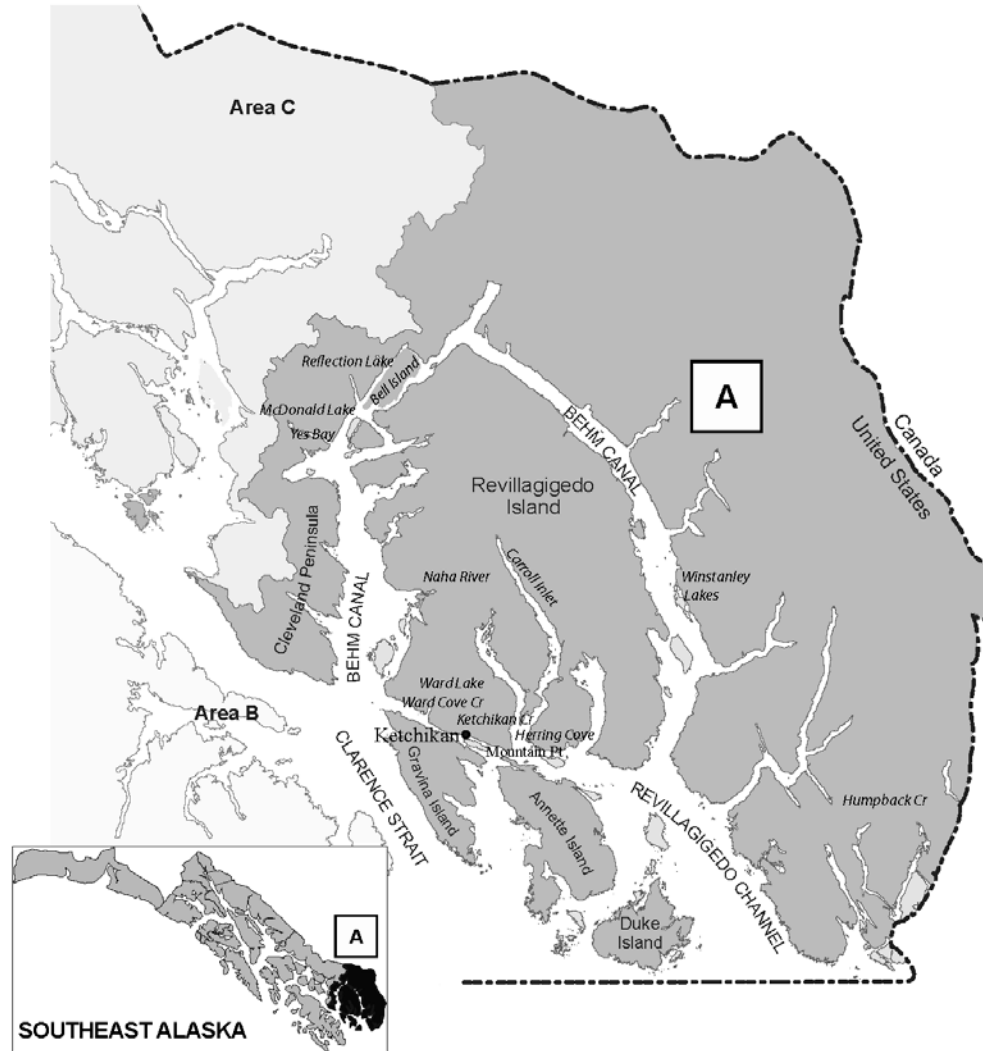 Area C
Reflection Lake
Bell Island
McDonald Lake
Yes Bay
A
BEHM CANAL
Canada
United States
Revillagigedo
Island
Cleveland Peninsula
BEHM CANAL
Naha River
Carroll Inlet
Winstanley
Lakes
Ward Lake
Ward Cove Cr
Ketchikan Cr
Ketchikan
Herring Cove
Mountain Pt
Area B
CLARENCE STRAIT
Gravina Island
Annette Island
REVILLAGIGEDO CHANNEL
Humpback Cr
Duke
Island
A
SOUTHEAST ALASKA